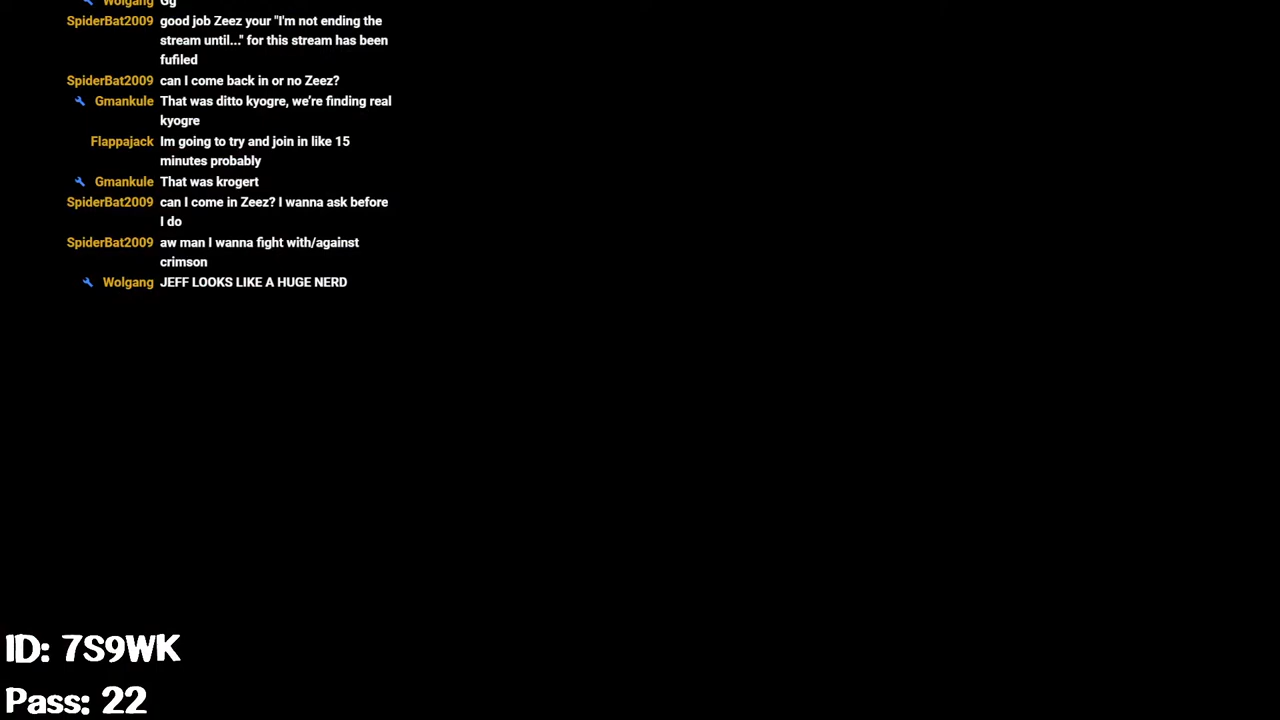 Wolgang Gg
SpiderBat2009 good job Zeez your "I'm not ending the
stream until..." for this stream has been
fufiled
SpiderBat2009 can I come back in or no Zeez?
Gmankule That was ditto kyogre, we're finding real
kyogre
Flappajack Im going to try and join in like 15
minutes probably
Gmankule That was krogert
SpiderBat2009 can I come in Zeez? I wanna ask before
I do
SpiderBat2009 aw man I wanna fight with/against
crimson
Wolgang JEFF LOOKS LIKE A HUGE NERD
ID: 7S9WK
Pass: 22